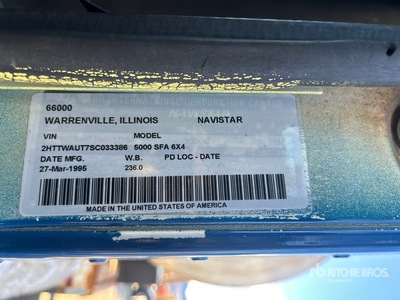 66000
WARRENVILLE, ILLINOIS NAVISTAR
VIN MODEL
2HTTWAUT7SC033386 5000 SFA 6X4
DATE MFG. W.B. PD LOC - DATE
27-Mar-1995 236.0
MADE IN THE UNITED STATES OF AMERICA
RITCHIE BROS.